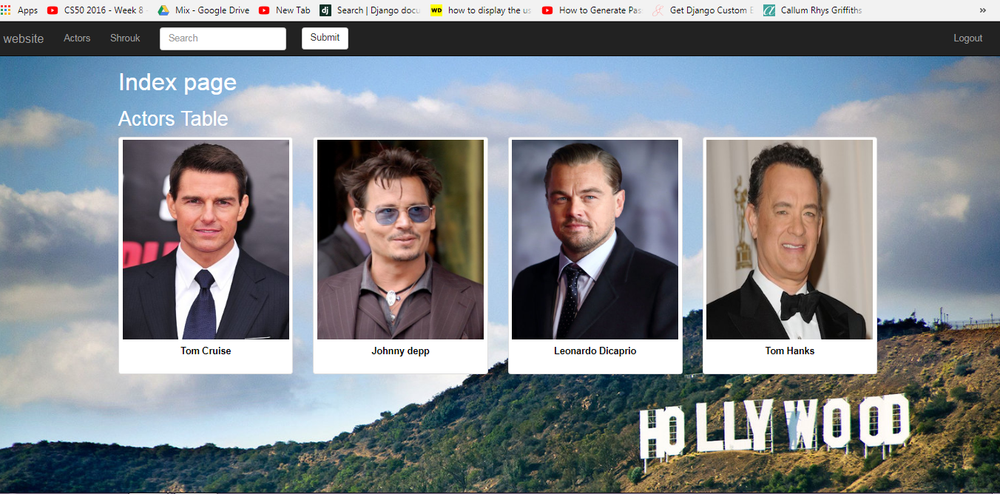 Apps CS50 2016 - Week 8 Mix - Google Drive New Tab dj Search | Django docu WD how to display the us How to Generate Pas Get Django Custom E a Callum Rhys Griffiths »
website Actors Shrouk Search Submit Logout
Index page
Actors Table
Tom Cruise Johnny depp Leonardo Dicaprio Tom Hanks
HOLLYWOOD